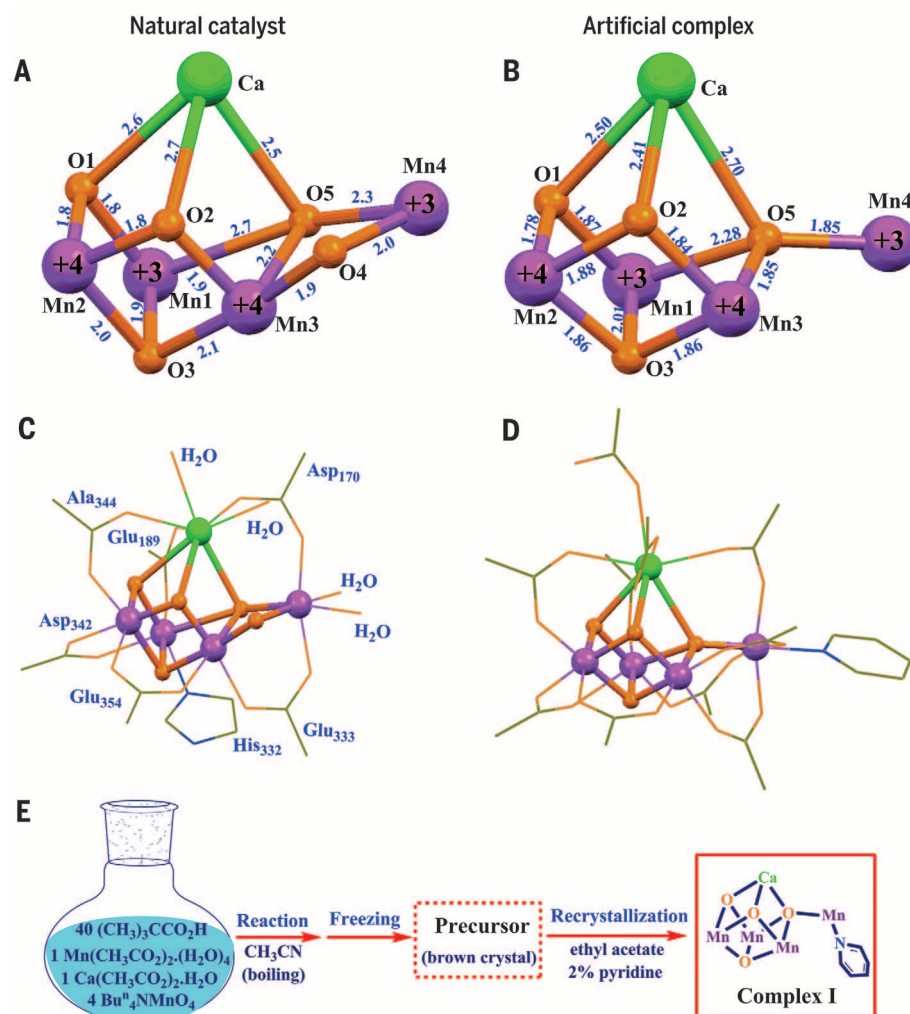 Natural catalyst
Artificial complex
A
Ca
2.6
2.7
2.5
O1
O2
O5
Mn4
2.3
+3
1.8
1.8
1.8
2.7
2.2
2.0
O4
+4
+3
1.9
1.9
+4
Mn2
Mn1
1.9
Mn3
2.0
2.1
O3
B
Ca
2.50
2.41
2.70
O1
O2
O5
Mn4
1.85
+3
1.78
1.87
1.84
2.28
1.85
+4
1.88
+3
+4
Mn2
2.01
Mn1
Mn3
1.86
1.86
O3
C
H2O
Asp170
Ala344
H2O
Glu189
H2O
H2O
Asp342
Glu354
His332
Glu333
D
E
40 (CH3)3CCO2H
1 Mn(CH3CO2)2.(H2O)4
1 Ca(CH3CO2)2.H2O
4 Bun4NMnO4
Reaction
CH3CN
(boiling)
Freezing
Precursor
(brown crystal)
Recrystallization
ethyl acetate
2% pyridine
Ca
O
O
O
Mn
Mn
Mn
Mn
O
N
Complex I